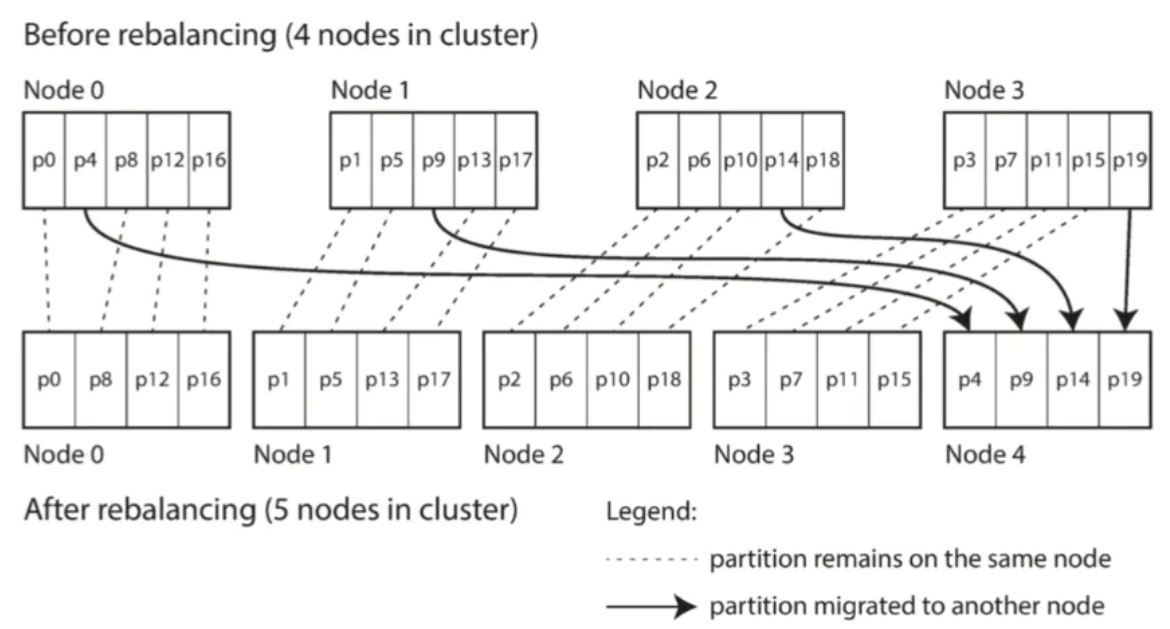 Before rebalancing (4 nodes in cluster)
Node 0 Node 1 Node 2 Node 3
p0 p4 p8 p12 p16 p1 p5 p9 p13 p17 p2 p6 p10 p14 p18 p3 p7 p11 p15 p19
p0 p8 p12 p16 p1 p5 p13 p17 p2 p6 p10 p18 p3 p7 p11 p15 p4 p9 p14 p19
Node 0 Node 1 Node 2 Node 3 Node 4
After rebalancing (5 nodes in cluster)
Legend:
partition remains on the same node
partition migrated to another node